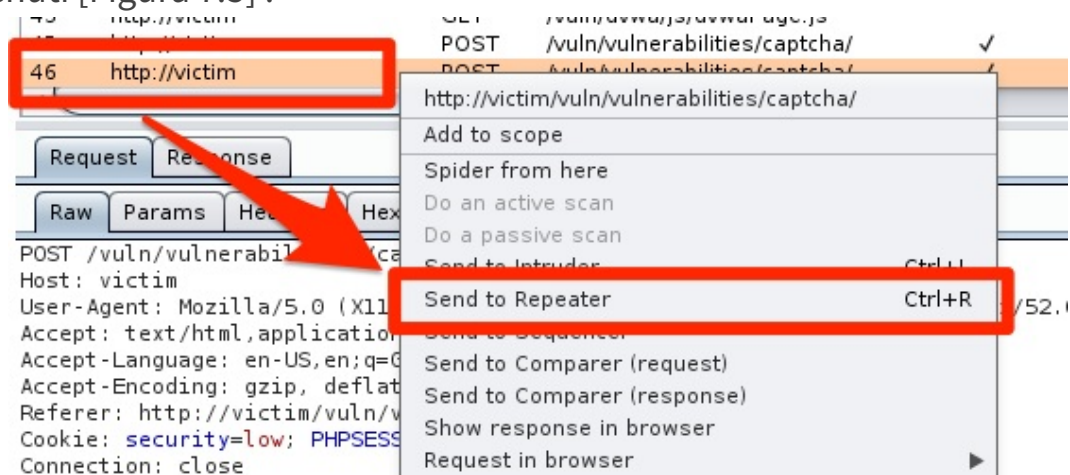 [Figura 7.5] .
http://victim GET /vuln/dvwa/js/dvwaPage.js
POST /vuln/vulnerabilities/captcha/ ✓
46 http://victim POST /vuln/vulnerabilities/captcha/
http://victim/vuln/vulnerabilities/captcha/
Add to scope
Request Response
Spider from here
Do an active scan
Raw Params Hex
Do a passive scan
POST /vuln/
Send to Intruder Ctrl+I
Host: victim
Send to Repeater Ctrl+R
User-Agent: Mozilla/5.0 (X11 /52.
Send to Sequencer
Accept: text/html,application
Accept-Language: en-US,en;q=
Send to Comparer (request)
Accept-Encoding: gzip, deflat
Send to Comparer (response)
Referer: http://victim/vuln/v
Show response in browser
Cookie: security=low; PHPSESS
Request in browser
Connection: close